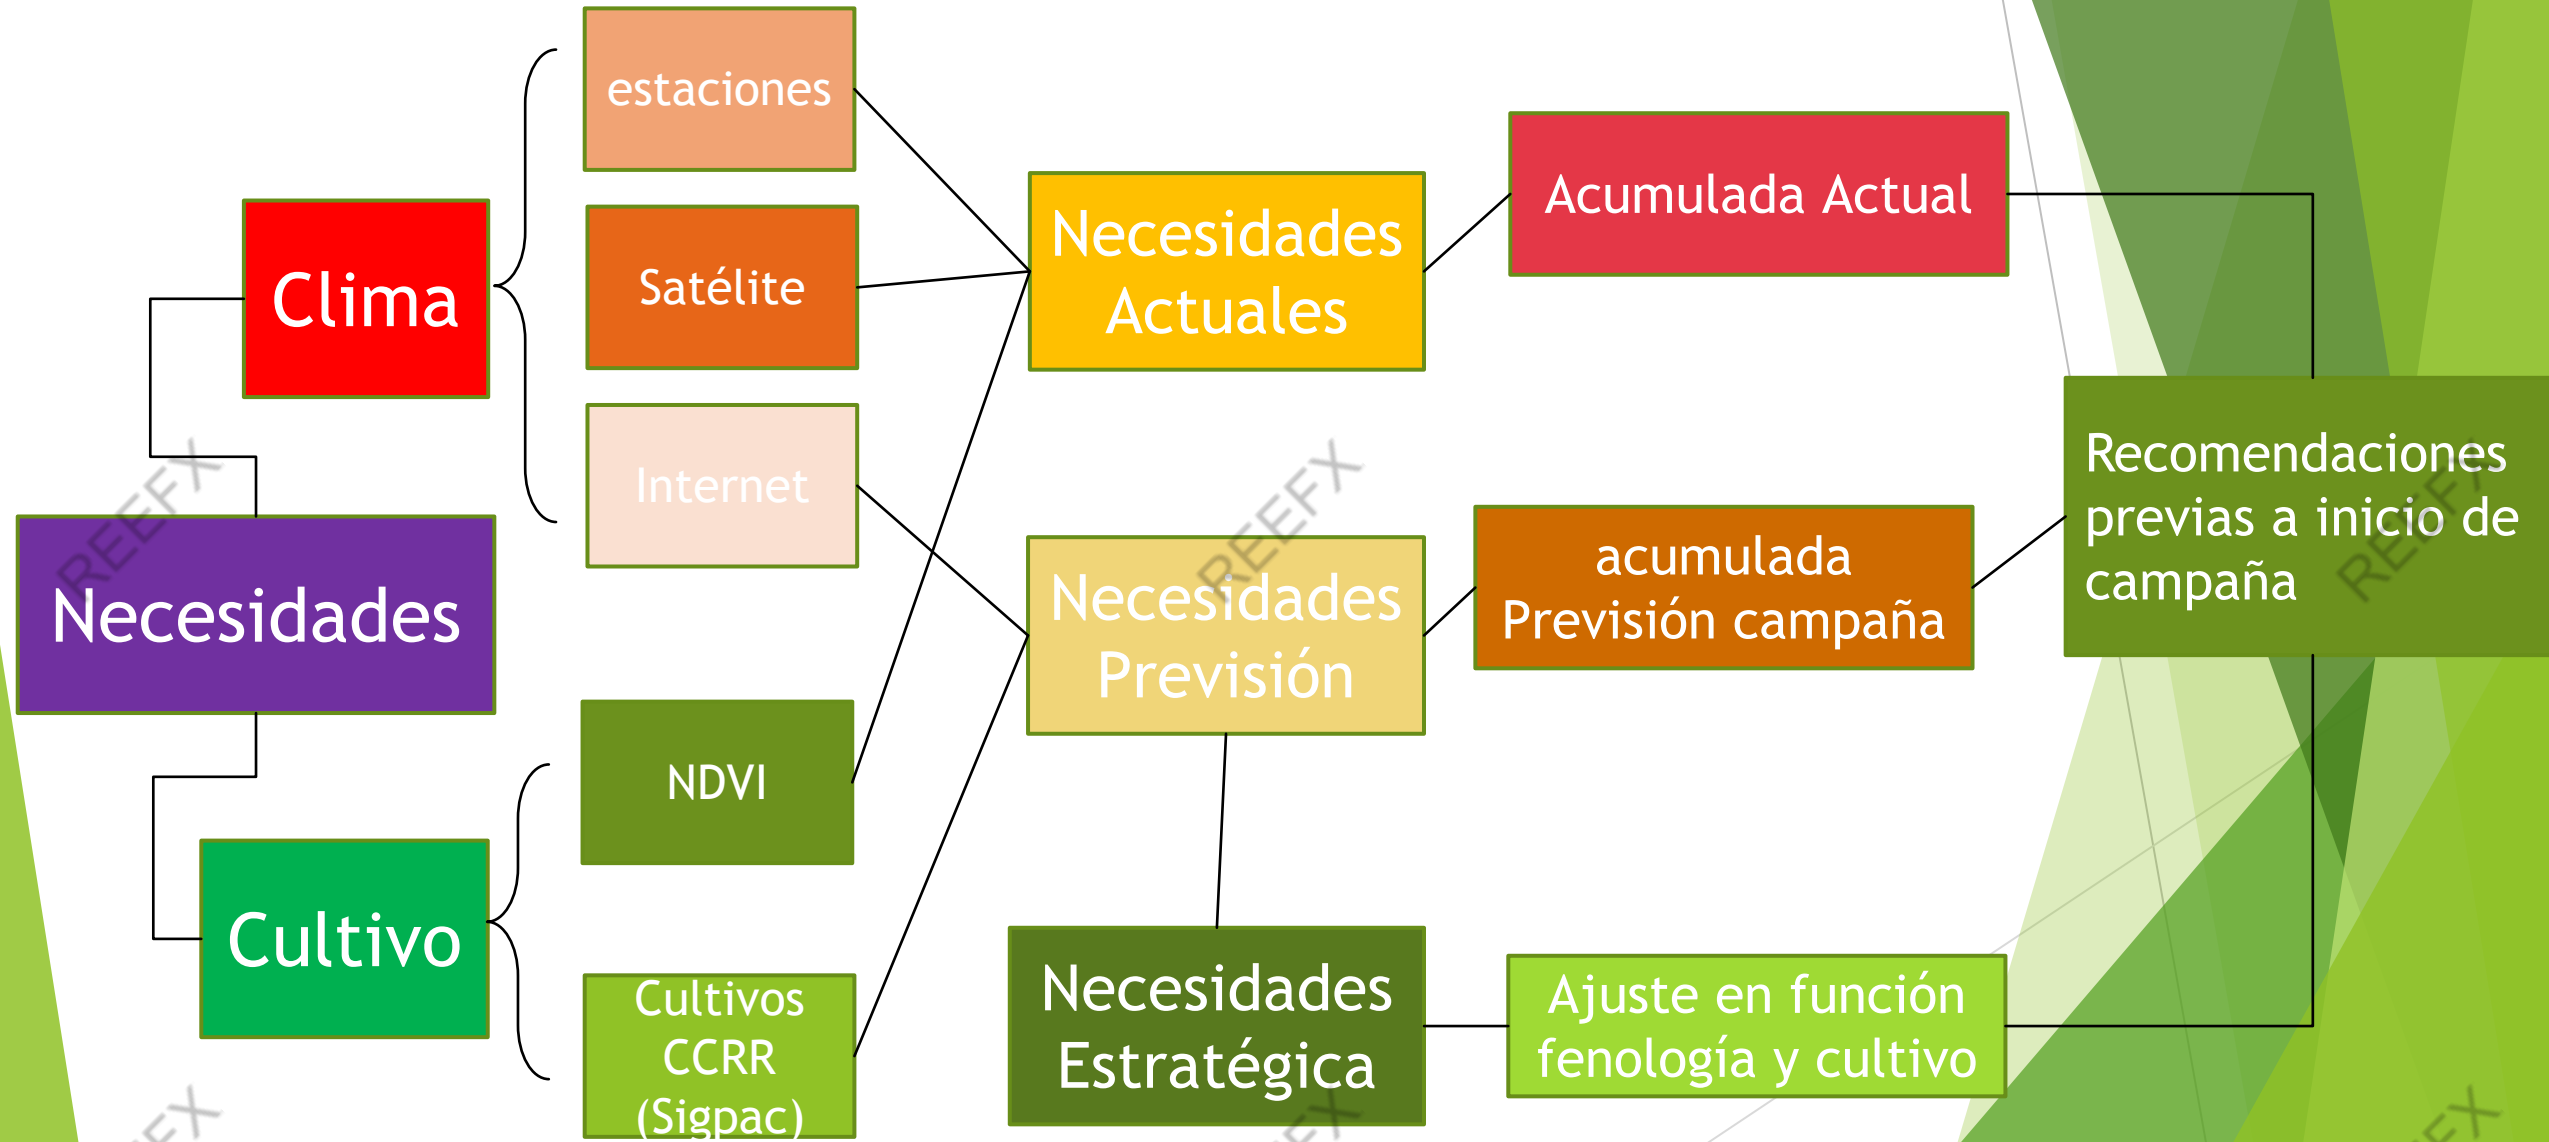 estaciones
Clima
Satélite
Internet
Necesidades
Actuales
Acumulada Actual
Necesidades
NDVI
Cultivo
Cultivos
CCRR
(Sigpac)
Necesidades
Previsión
acumulada
Previsión campaña
Recomendaciones
previas a inicio de
campaña
Necesidades
Estratégica
Ajuste en función
fenología y cultivo
REEFX
REEFX
REEFX